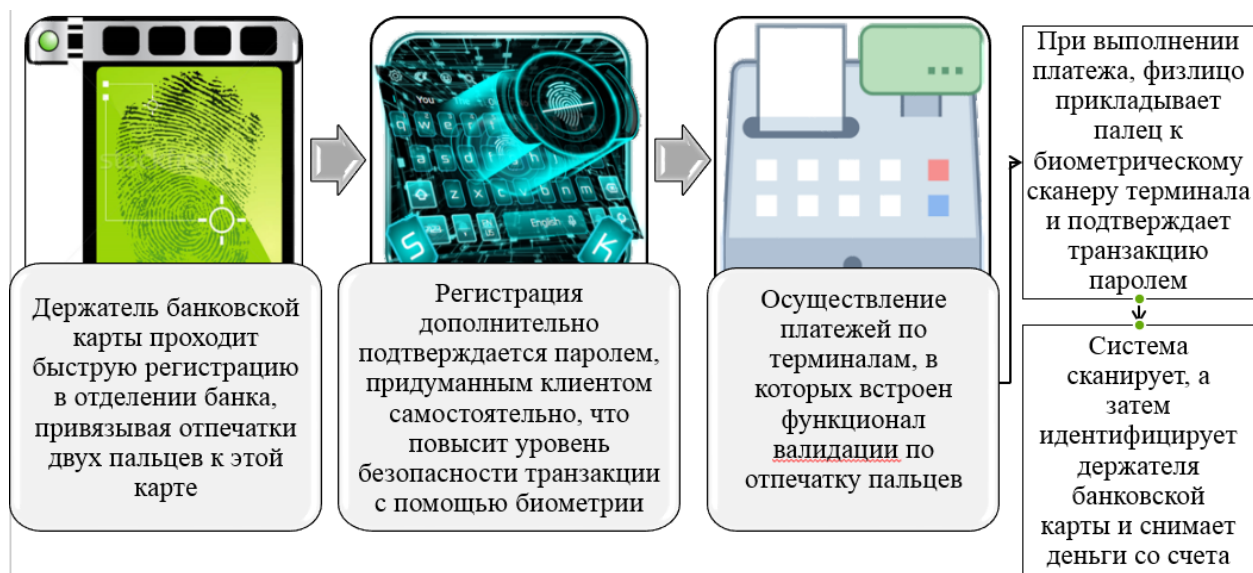 Держатель банковской
карты проходит
быструю регистрацию
в отделении банка,
привязывая отпечатки
двух пальцев к этой
карте
Регистрация
дополнительно
подтверждается паролем,
придуманным клиентом
самостоятельно, что
повысит уровень
безопасности транзакции
с помощью биометрии
Осуществление
платежей по
терминалам, в
которых встроен
функционал
валидации по
отпечатку пальцев
При выполнении
платежа, физлицо
прикладывает
палец к
биометрическому
сканеру терминала
и подтверждает
транзакцию
паролем
Система
сканирует, а
затем
идентифицирует
держателя
банковской
карты и снимает
деньги со счета
You
q w e r
a s d f
z x c v b n
English
S K